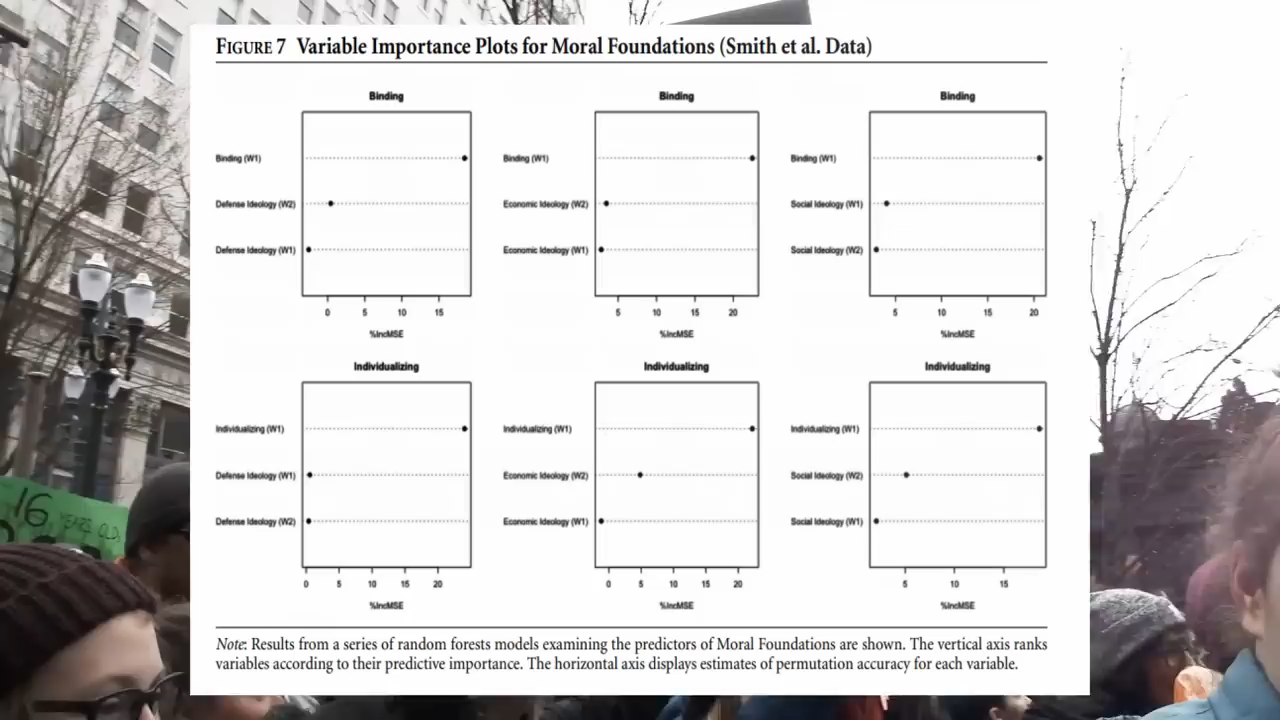 FIGURE 7 Variable Importance Plots for Moral Foundations (Smith et al. Data)
Binding
Binding (W1)
Defense Ideology (W2)
Defense Ideology (W1)
0 5 10 15
%IncMSE
Binding
Binding (W1)
Economic Ideology (W2)
Economic Ideology (W1)
5 10 15 20
%IncMSE
Binding
Binding (W1)
Social Ideology (W1)
Social Ideology (W2)
5 10 15 20
%IncMSE
Individualizing
Individualizing (W1)
Defense Ideology (W1)
Defense Ideology (W2)
0 5 10 15 20
%IncMSE
Individualizing
Individualizing (W1)
Economic Ideology (W2)
Economic Ideology (W1)
0 5 10 15 20
%IncMSE
Individualizing
Individualizing (W1)
Social Ideology (W2)
Social Ideology (W1)
5 10 15
%IncMSE
Note: Results from a series of random forests models examining the predictors of Moral Foundations are shown. The vertical axis ranks
variables according to their predictive importance. The horizontal axis displays estimates of permutation accuracy for each variable.
16 YEARS OLD